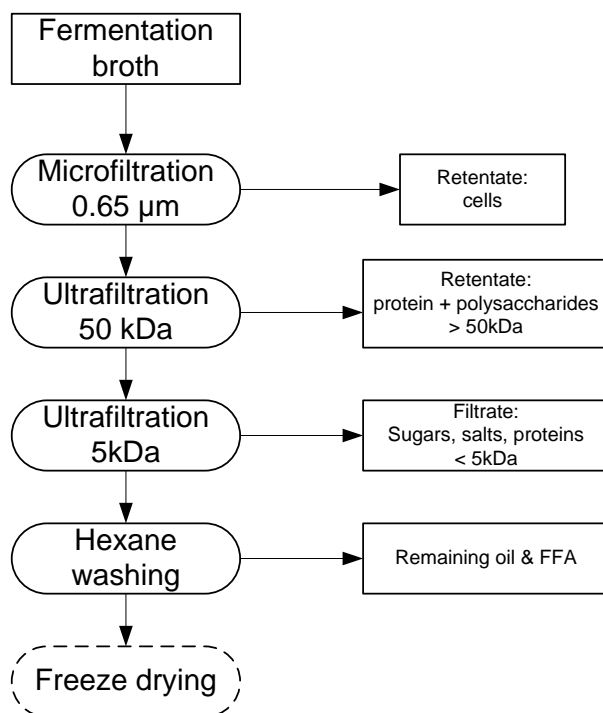 Fermentation
broth
Microfiltration
0.65 µm
Retentate:
cells
Ultrafiltration
50 kDa
Retentate:
protein + polysaccharides
> 50kDa
Ultrafiltration
5kDa
Filtrate:
Sugars, salts, proteins
< 5kDa
Hexane
washing
Remaining oil & FFA
Freeze drying